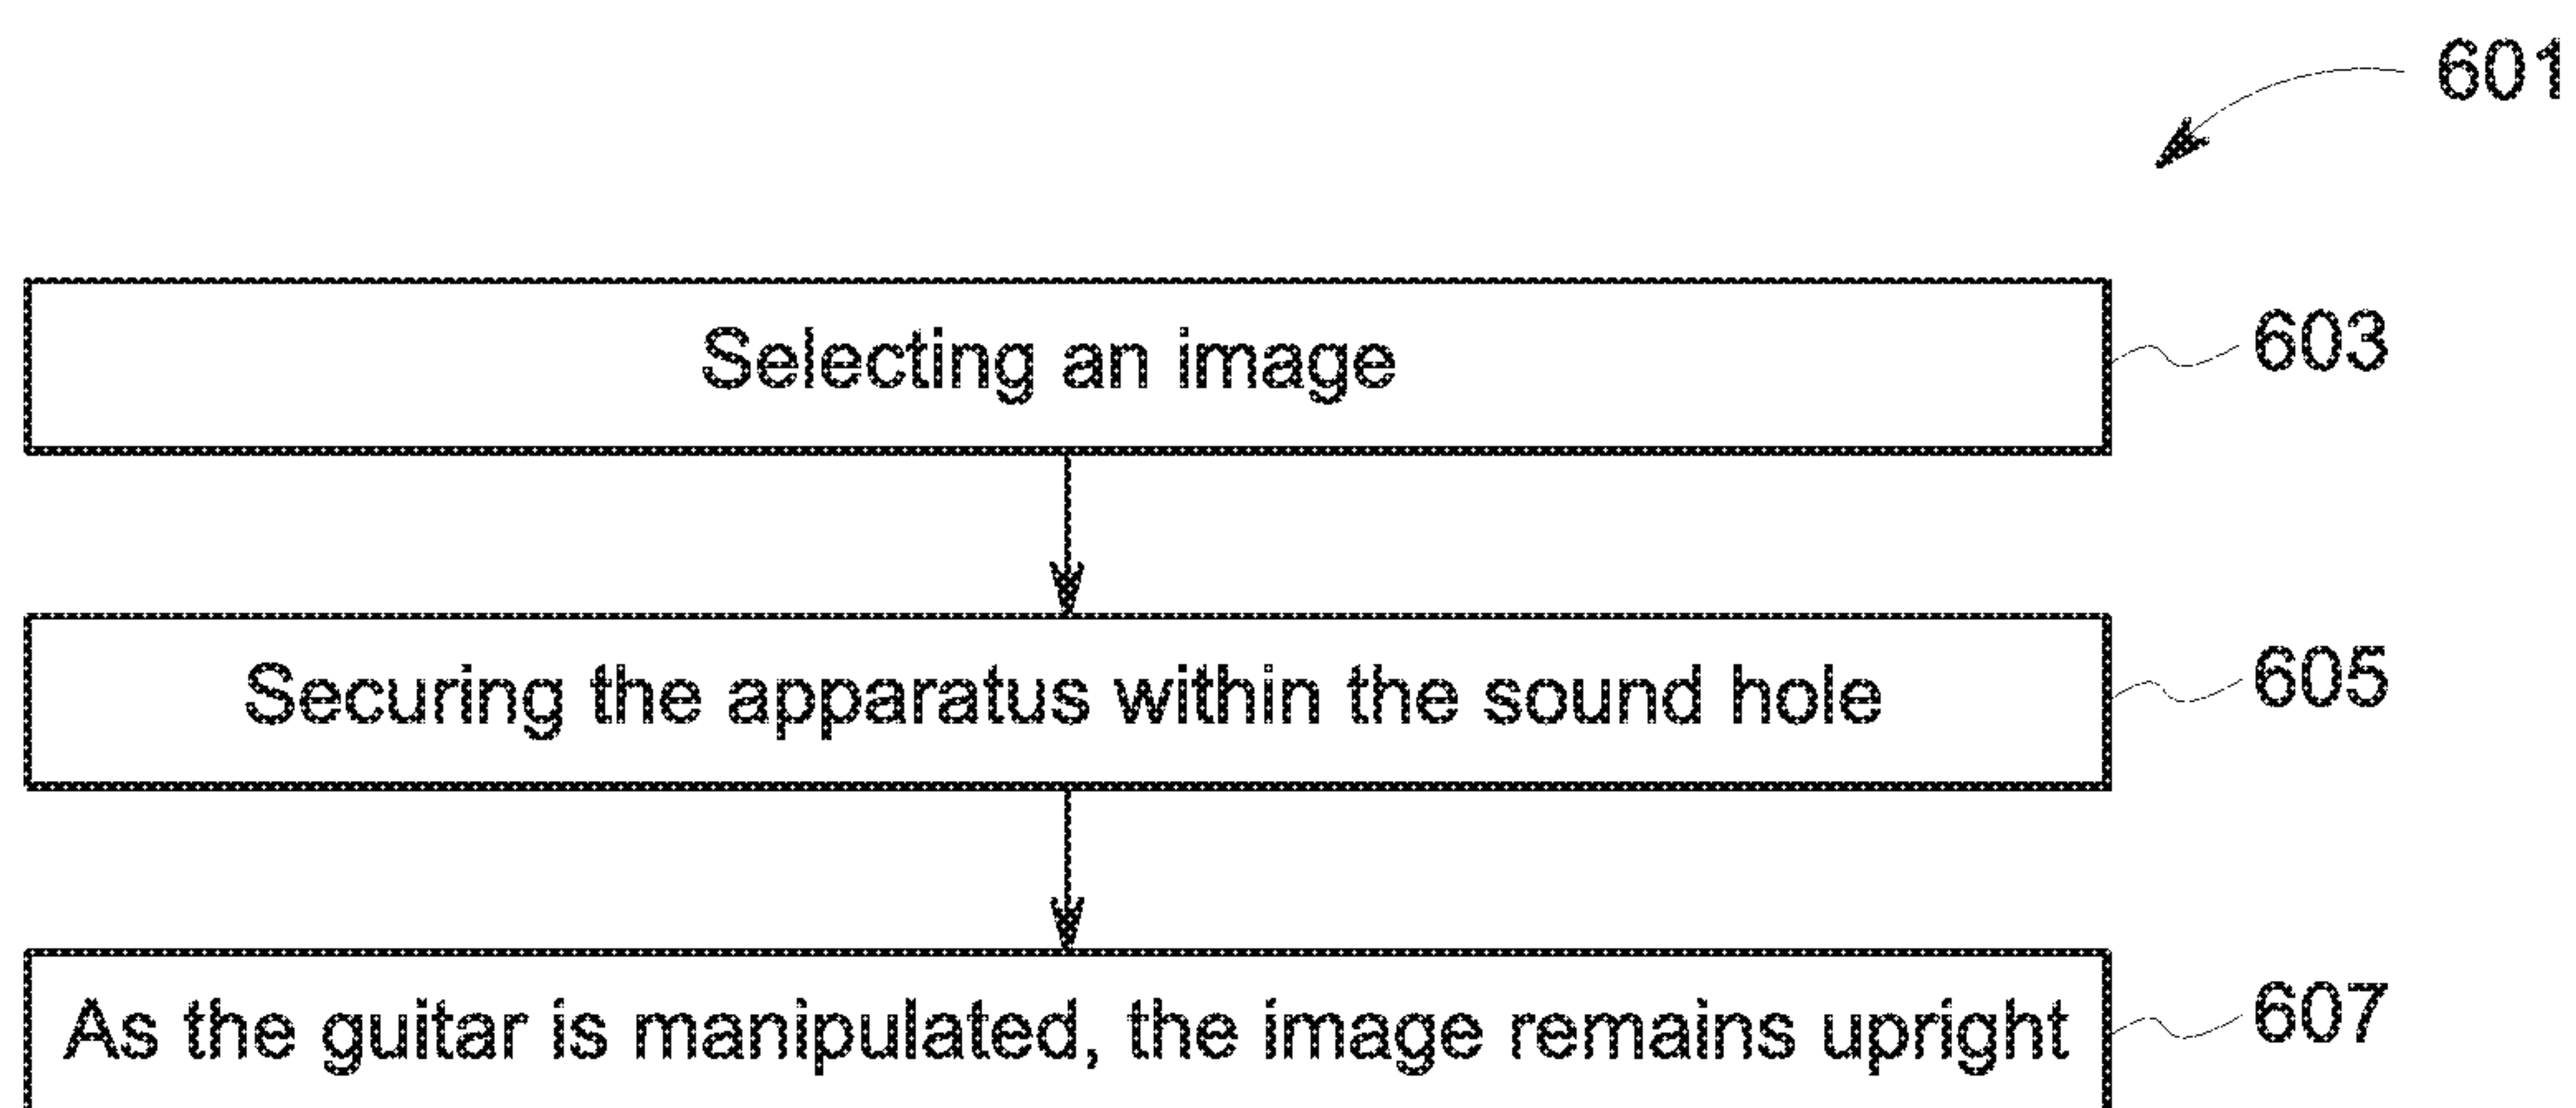 601
Selecting an image
603
Securing the apparatus within the sound hole
605
As the guitar is manipulated, the image remains upright
607